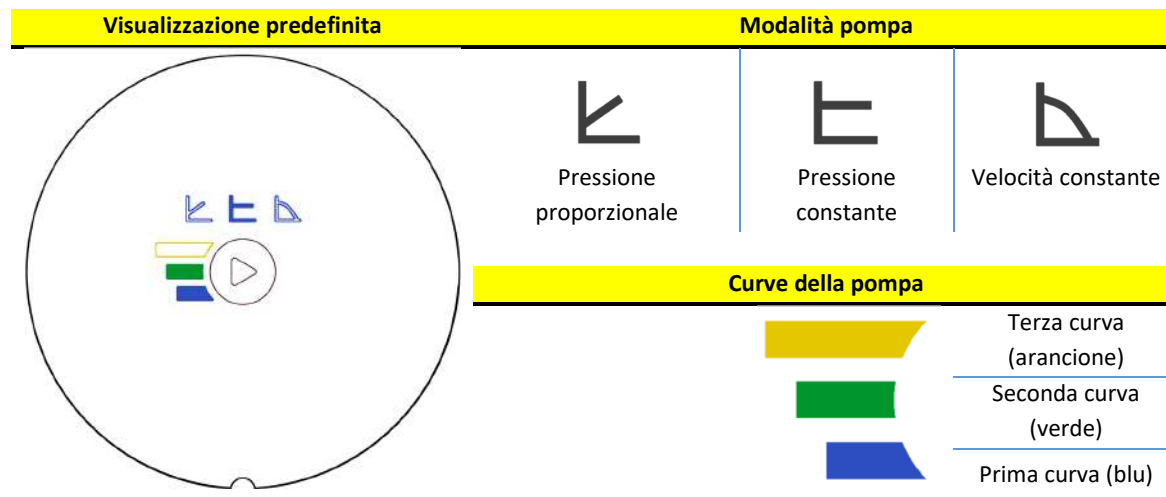 Visualizzazione predefinita
Modalità pompa
Pressione
proporzionale
Pressione
constante
Velocità constante
Curve della pompa
Terza curva
(arancione)
Seconda curva
(verde)
Prima curva (blu)